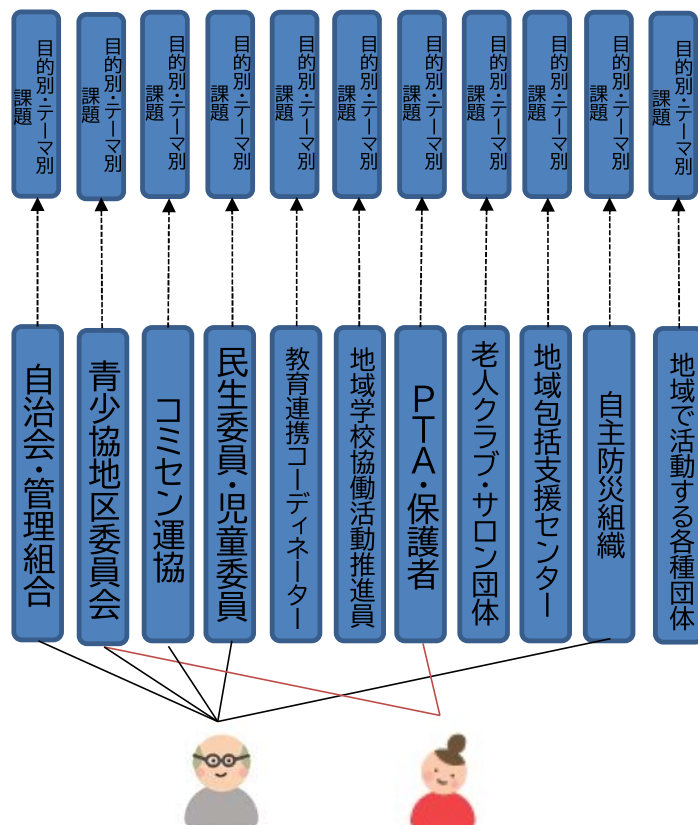 目的別・テーマ別
課題
目的別・テーマ別
課題
目的別・テーマ別
課題
目的別・テーマ別
課題
目的別・テーマ別
課題
目的別・テーマ別
課題
目的別・テーマ別
課題
目的別・テーマ別
課題
目的別・テーマ別
課題
目的別・テーマ別
課題
目的別・テーマ別
課題
自治会・管理組合
青少協地区委員会
コミセン運協
民生委員・児童委員
教育連携コーディネーター
地域学校協働活動推進員
PTA・保護者
老人クラブ・サロン団体
地域包括支援センター
自主防災組織
地域で活動する各種団体